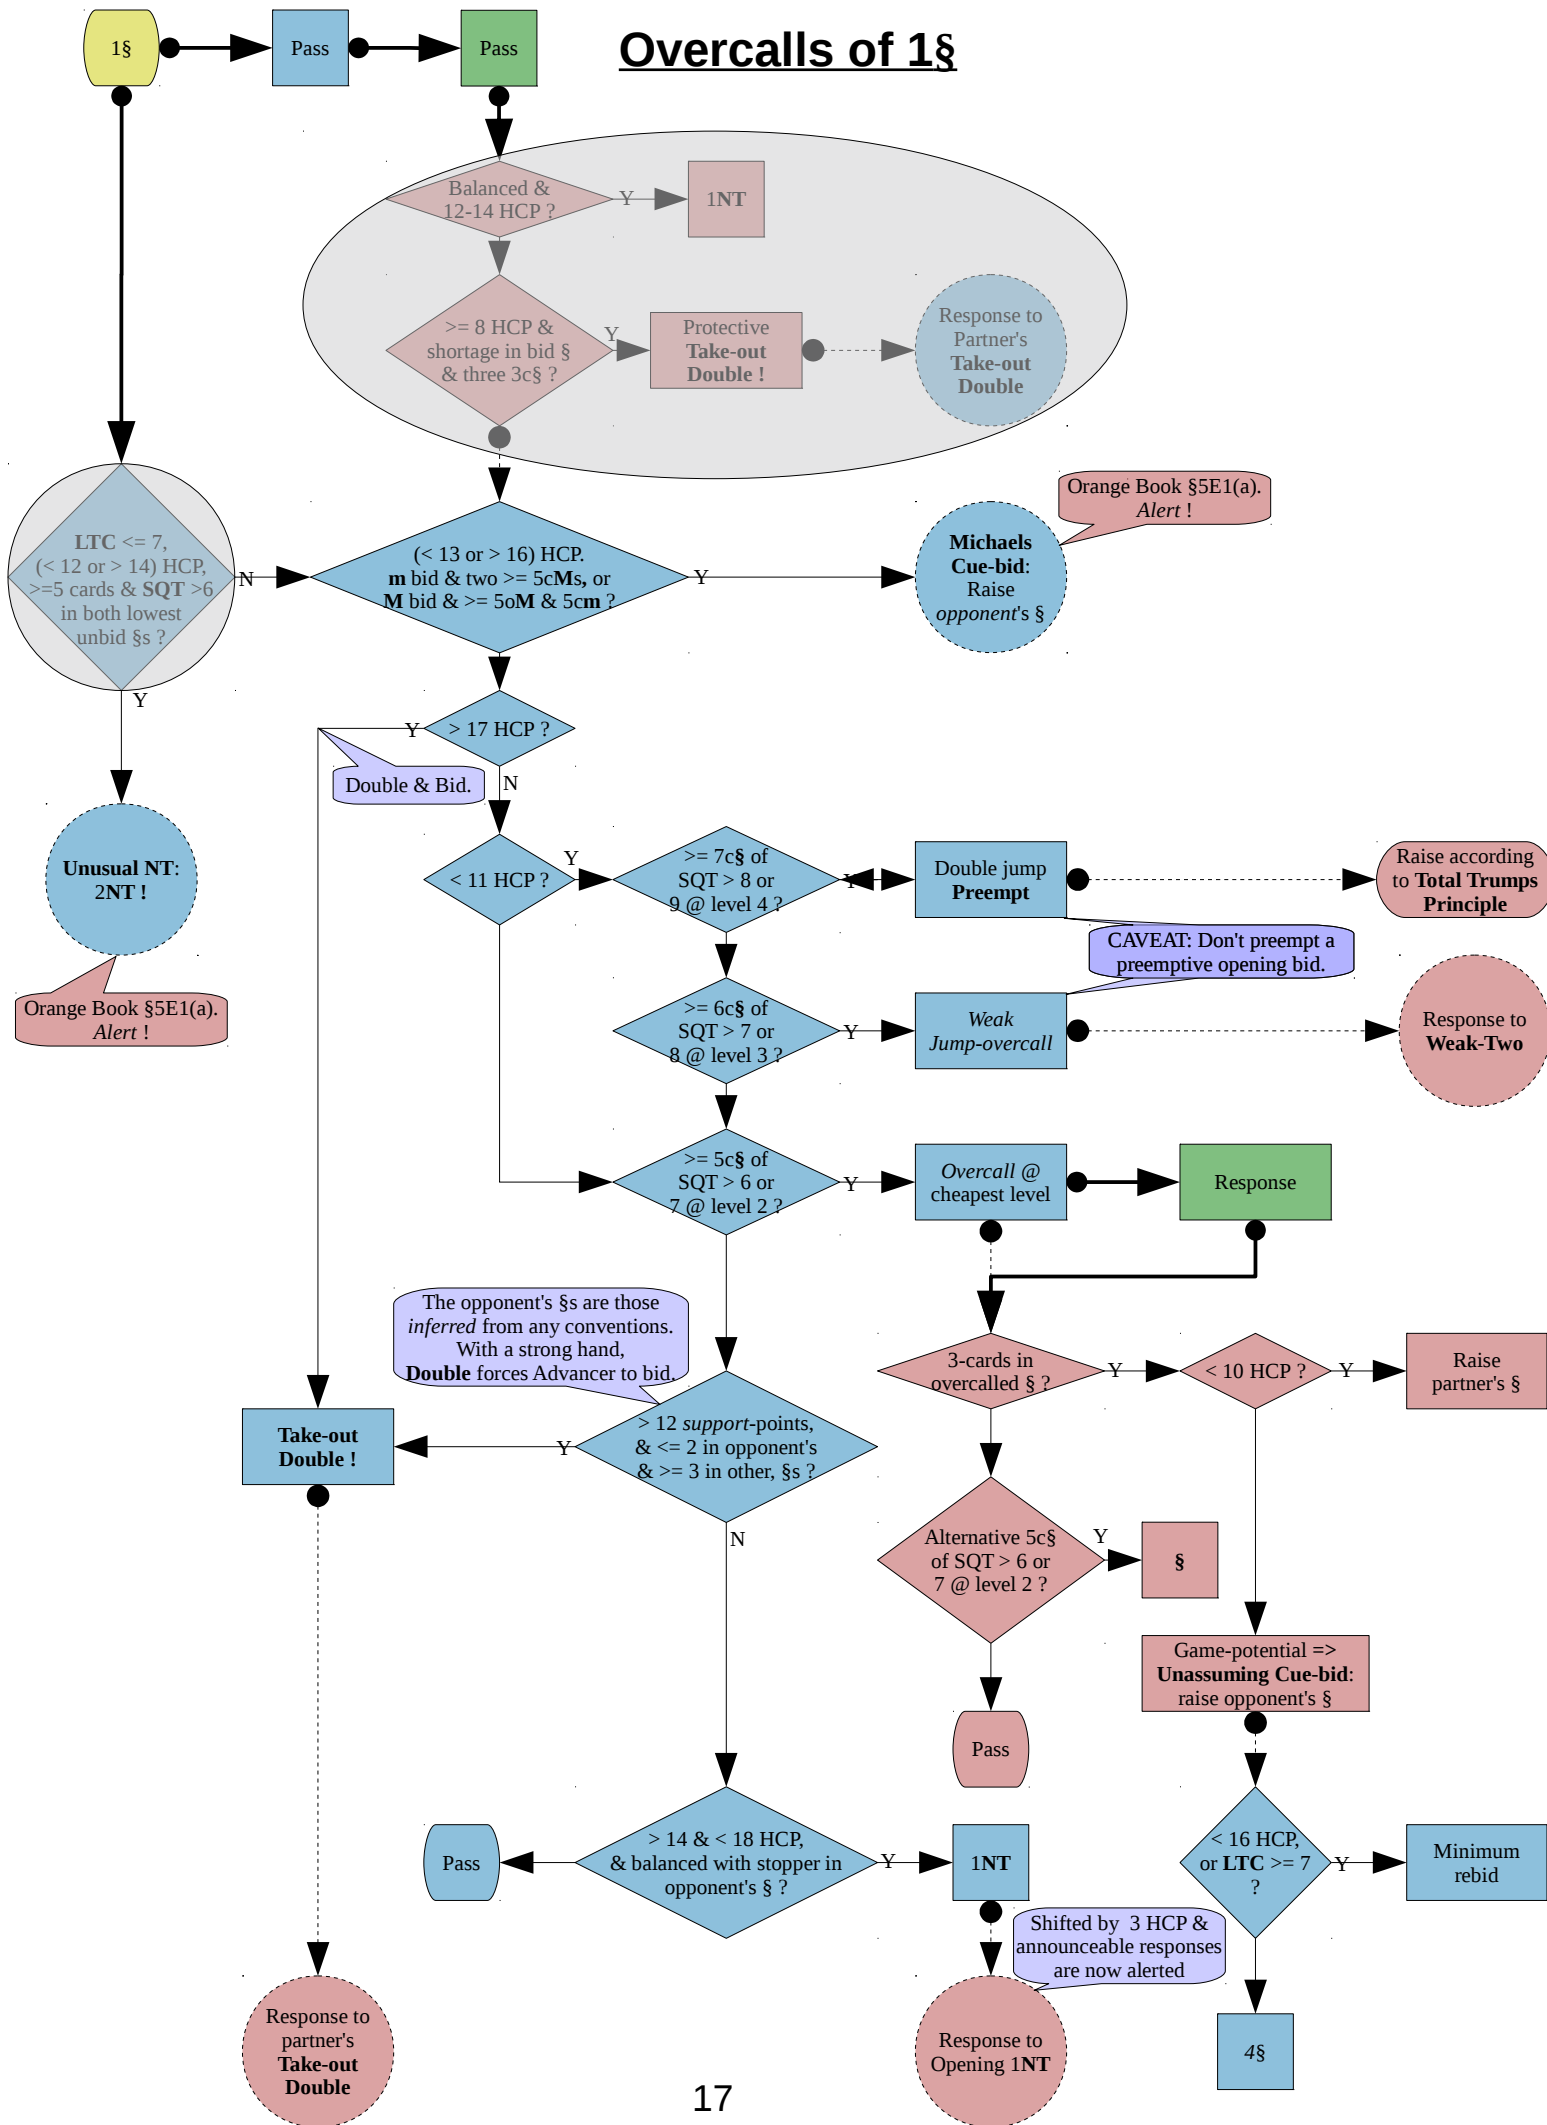 1§
Pass
Pass
Overcalls of 1§
Balanced &
12-14 HCP ?
Y
1NT
>= 8 HCP &
shortage in bid §
& three 3c§ ?
Y
Protective
Take-out
Double !
Response to
Partner's
Take-out
Double
LTC <= 7,
(< 12 or > 14) HCP,
>=5 cards & SQT >6
in both lowest
unbid §s ?
N
Y
(< 13 or > 16) HCP.
m bid & two >= 5cMs, or
M bid & >= 5oM & 5cm ?
Y
Michaels
Cue-bid:
Raise
opponent's §
Orange Book §5E1(a).
Alert !
> 17 HCP ?
Y
N
Double & Bid.
Unusual NT:
2NT !
Orange Book §5E1(a).
Alert !
< 11 HCP ?
Y
>= 7c§ of
SQT > 8 or
9 @ level 4 ?
Y
Double jump
Preempt
Raise according
to Total Trumps
Principle
CAVEAT: Don't preempt a
preemptive opening bid.
>= 6c§ of
SQT > 7 or
8 @ level 3 ?
Y
Weak
Jump-overcall
Response to
Weak-Two
>= 5c§ of
SQT > 6 or
7 @ level 2 ?
Y
Overcall @
cheapest level
Response
The opponent's §s are those
inferred from any conventions.
With a strong hand,
Double forces Advancer to bid.
3-cards in
overcalled § ?
Y
< 10 HCP ?
Y
Raise
partner's §
Take-out
Double !
Y
> 12 support-points,
& <= 2 in opponent's
& >= 3 in other, §s ?
N
Alternative 5c§
of SQT > 6 or
7 @ level 2 ?
Y
§
Game-potential =>
Unassuming Cue-bid:
raise opponent's §
Pass
Pass
> 14 & < 18 HCP,
& balanced with stopper in
opponent's § ?
Y
1NT
< 16 HCP,
or LTC >= 7
?
Y
Minimum
rebid
Shifted by  3 HCP &
announceable responses
are now alerted
Response to
partner's
Take-out
Double
Response to
Opening 1NT
4§
17